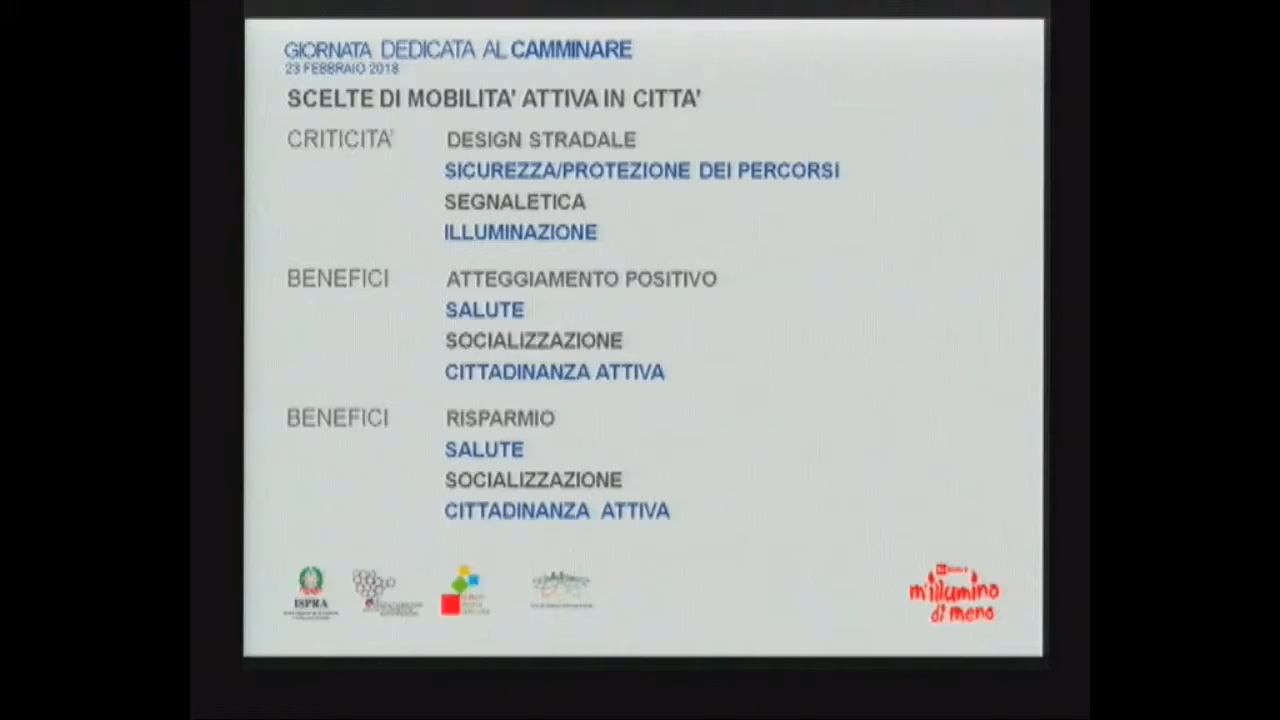 GIORNATA DEDICATA AL CAMMINARE
23 FEBBRAIO 2018
SCELTE DI MOBILITA' ATTIVA IN CITTA'
CRITICITA' DESIGN STRADALE
SICUREZZA/PROTEZIONE DEI PERCORSI
SEGNALETICA
ILLUMINAZIONE
BENEFICI ATTEGGIAMENTO POSITIVO
SALUTE
SOCIALIZZAZIONE
CITTADINANZA ATTIVA
BENEFICI RISPARMIO
SALUTE
SOCIALIZZAZIONE
CITTADINANZA ATTIVA
ISPRA
m'illumino
di meno